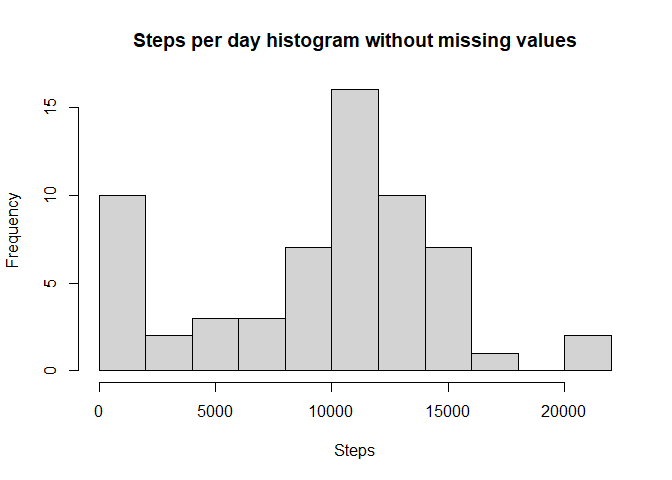 Steps per day histogram without missing values
Frequency
15
10
5
0
0 5000 10000 15000 20000
Steps